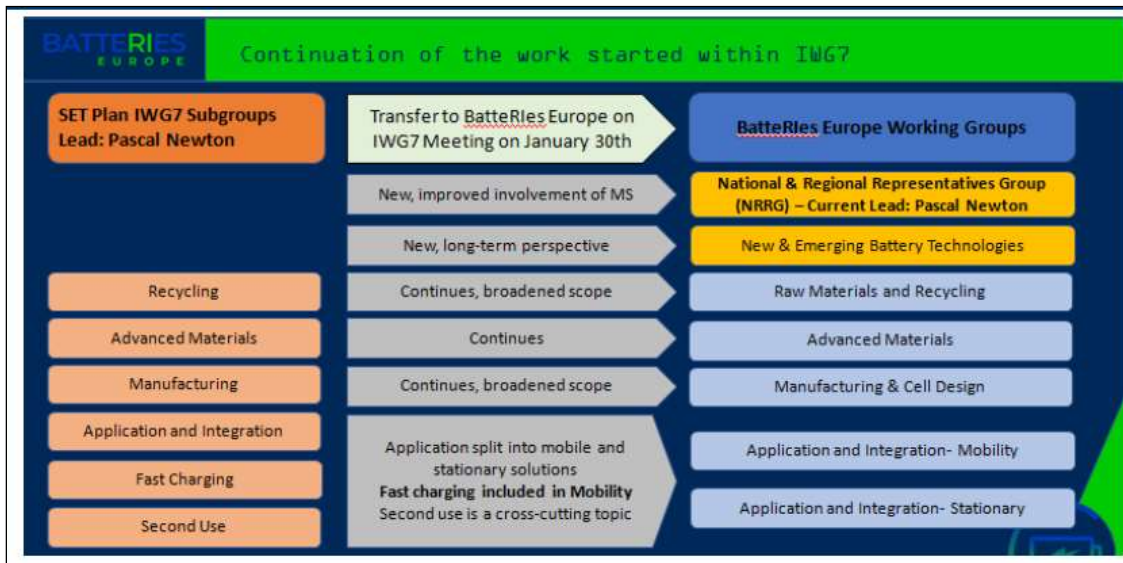 BATTERIES
EUROPE
Continuation of the work started within IWG7
SET Plan IWG7 Subgroups
Lead: Pascal Newton
Transfer to BatteRIes Europe on
IWG7 Meeting on January 30th
BatteRIes Europe Working Groups
New, improved involvement of MS
National & Regional Representatives Group
(NRRG) – Current Lead: Pascal Newton
New, long-term perspective
New & Emerging Battery Technologies
Recycling
Continues, broadened scope
Raw Materials and Recycling
Advanced Materials
Continues
Advanced Materials
Manufacturing
Continues, broadened scope
Manufacturing & Cell Design
Application and Integration
Fast Charging
Second Use
Application split into mobile and
stationary solutions
Fast charging included in Mobility
Second use is a cross-cutting topic
Application and Integration- Mobility
Application and Integration- Stationary